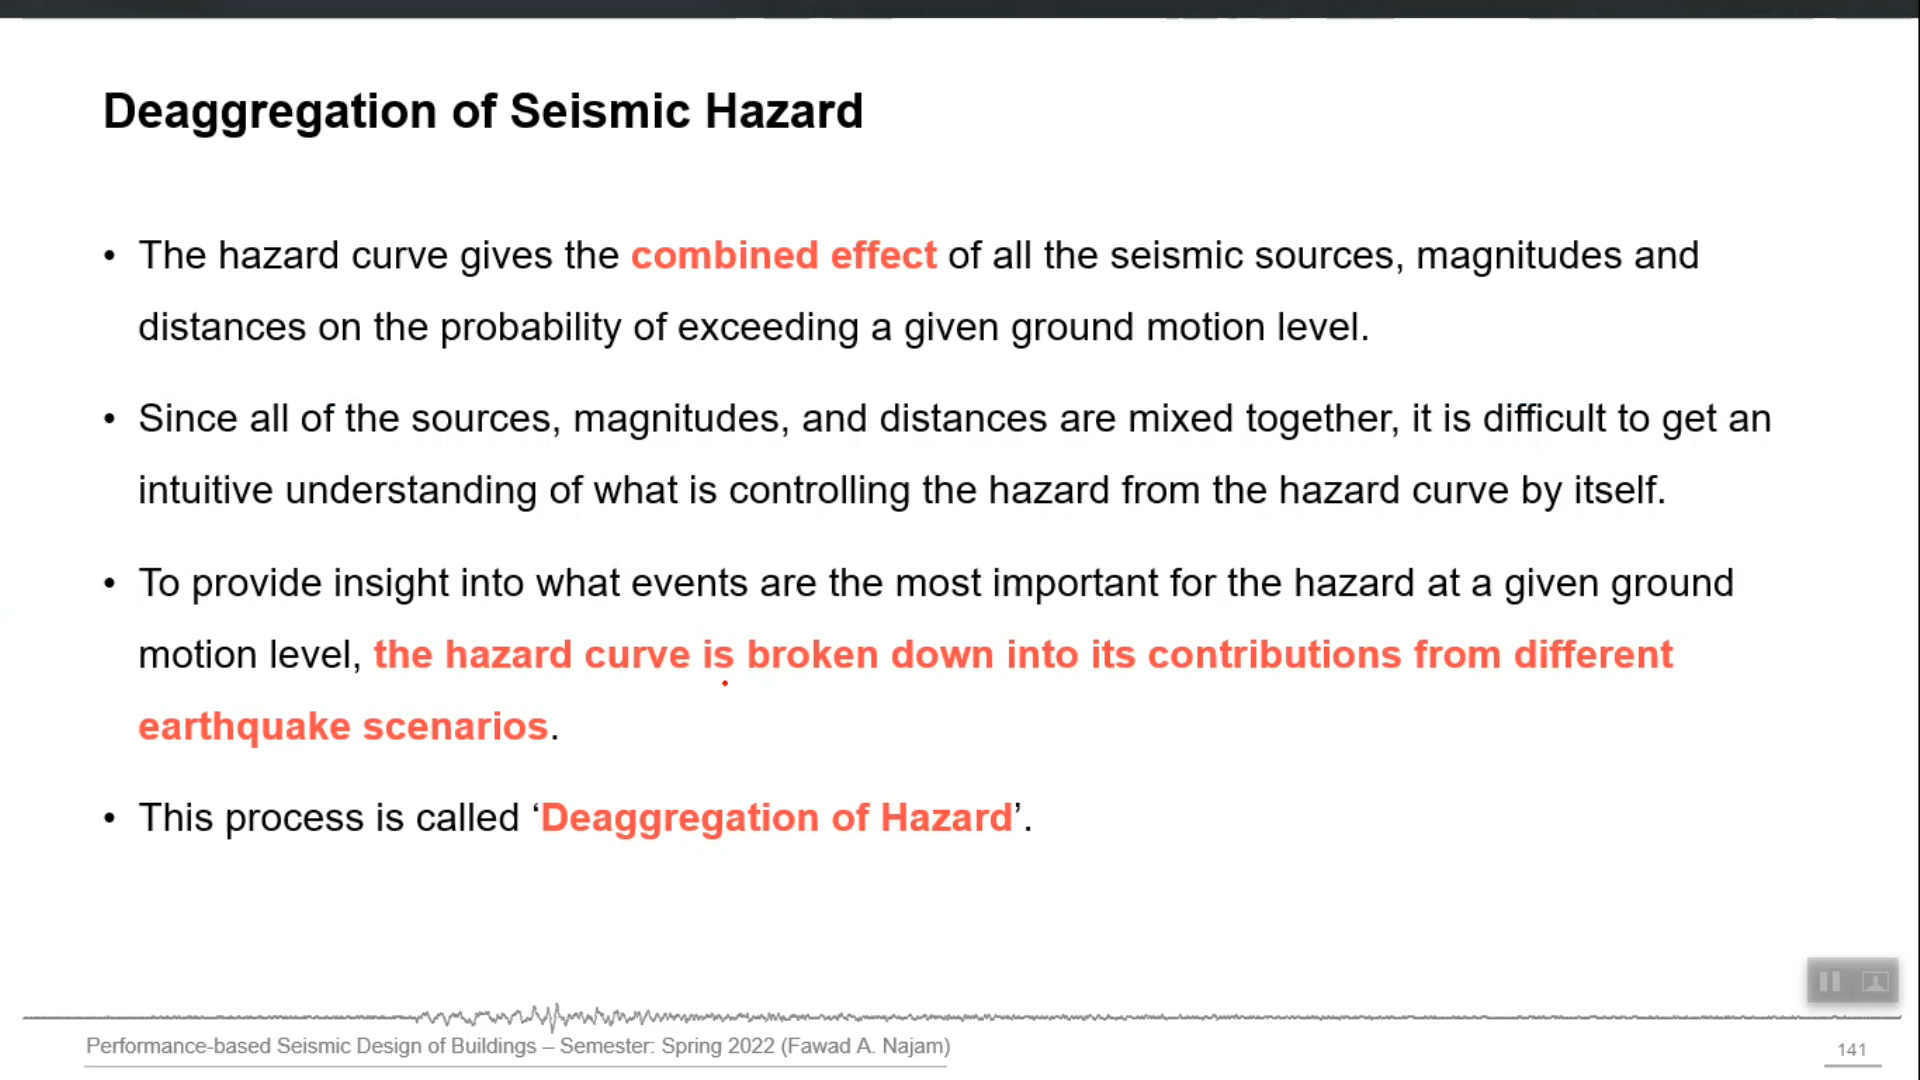 Deaggregation of Seismic Hazard
• The hazard curve gives the combined effect of all the seismic sources, magnitudes and
distances on the probability of exceeding a given ground motion level.
• Since all of the sources, magnitudes, and distances are mixed together, it is difficult to get an
intuitive understanding of what is controlling the hazard from the hazard curve by itself.
• To provide insight into what events are the most important for the hazard at a given ground
motion level, the hazard curve is broken down into its contributions from different
earthquake scenarios.
• This process is called ‘Deaggregation of Hazard’.
Performance-based Seismic Design of Buildings – Semester: Spring 2022 (Fawad A. Najam)
141